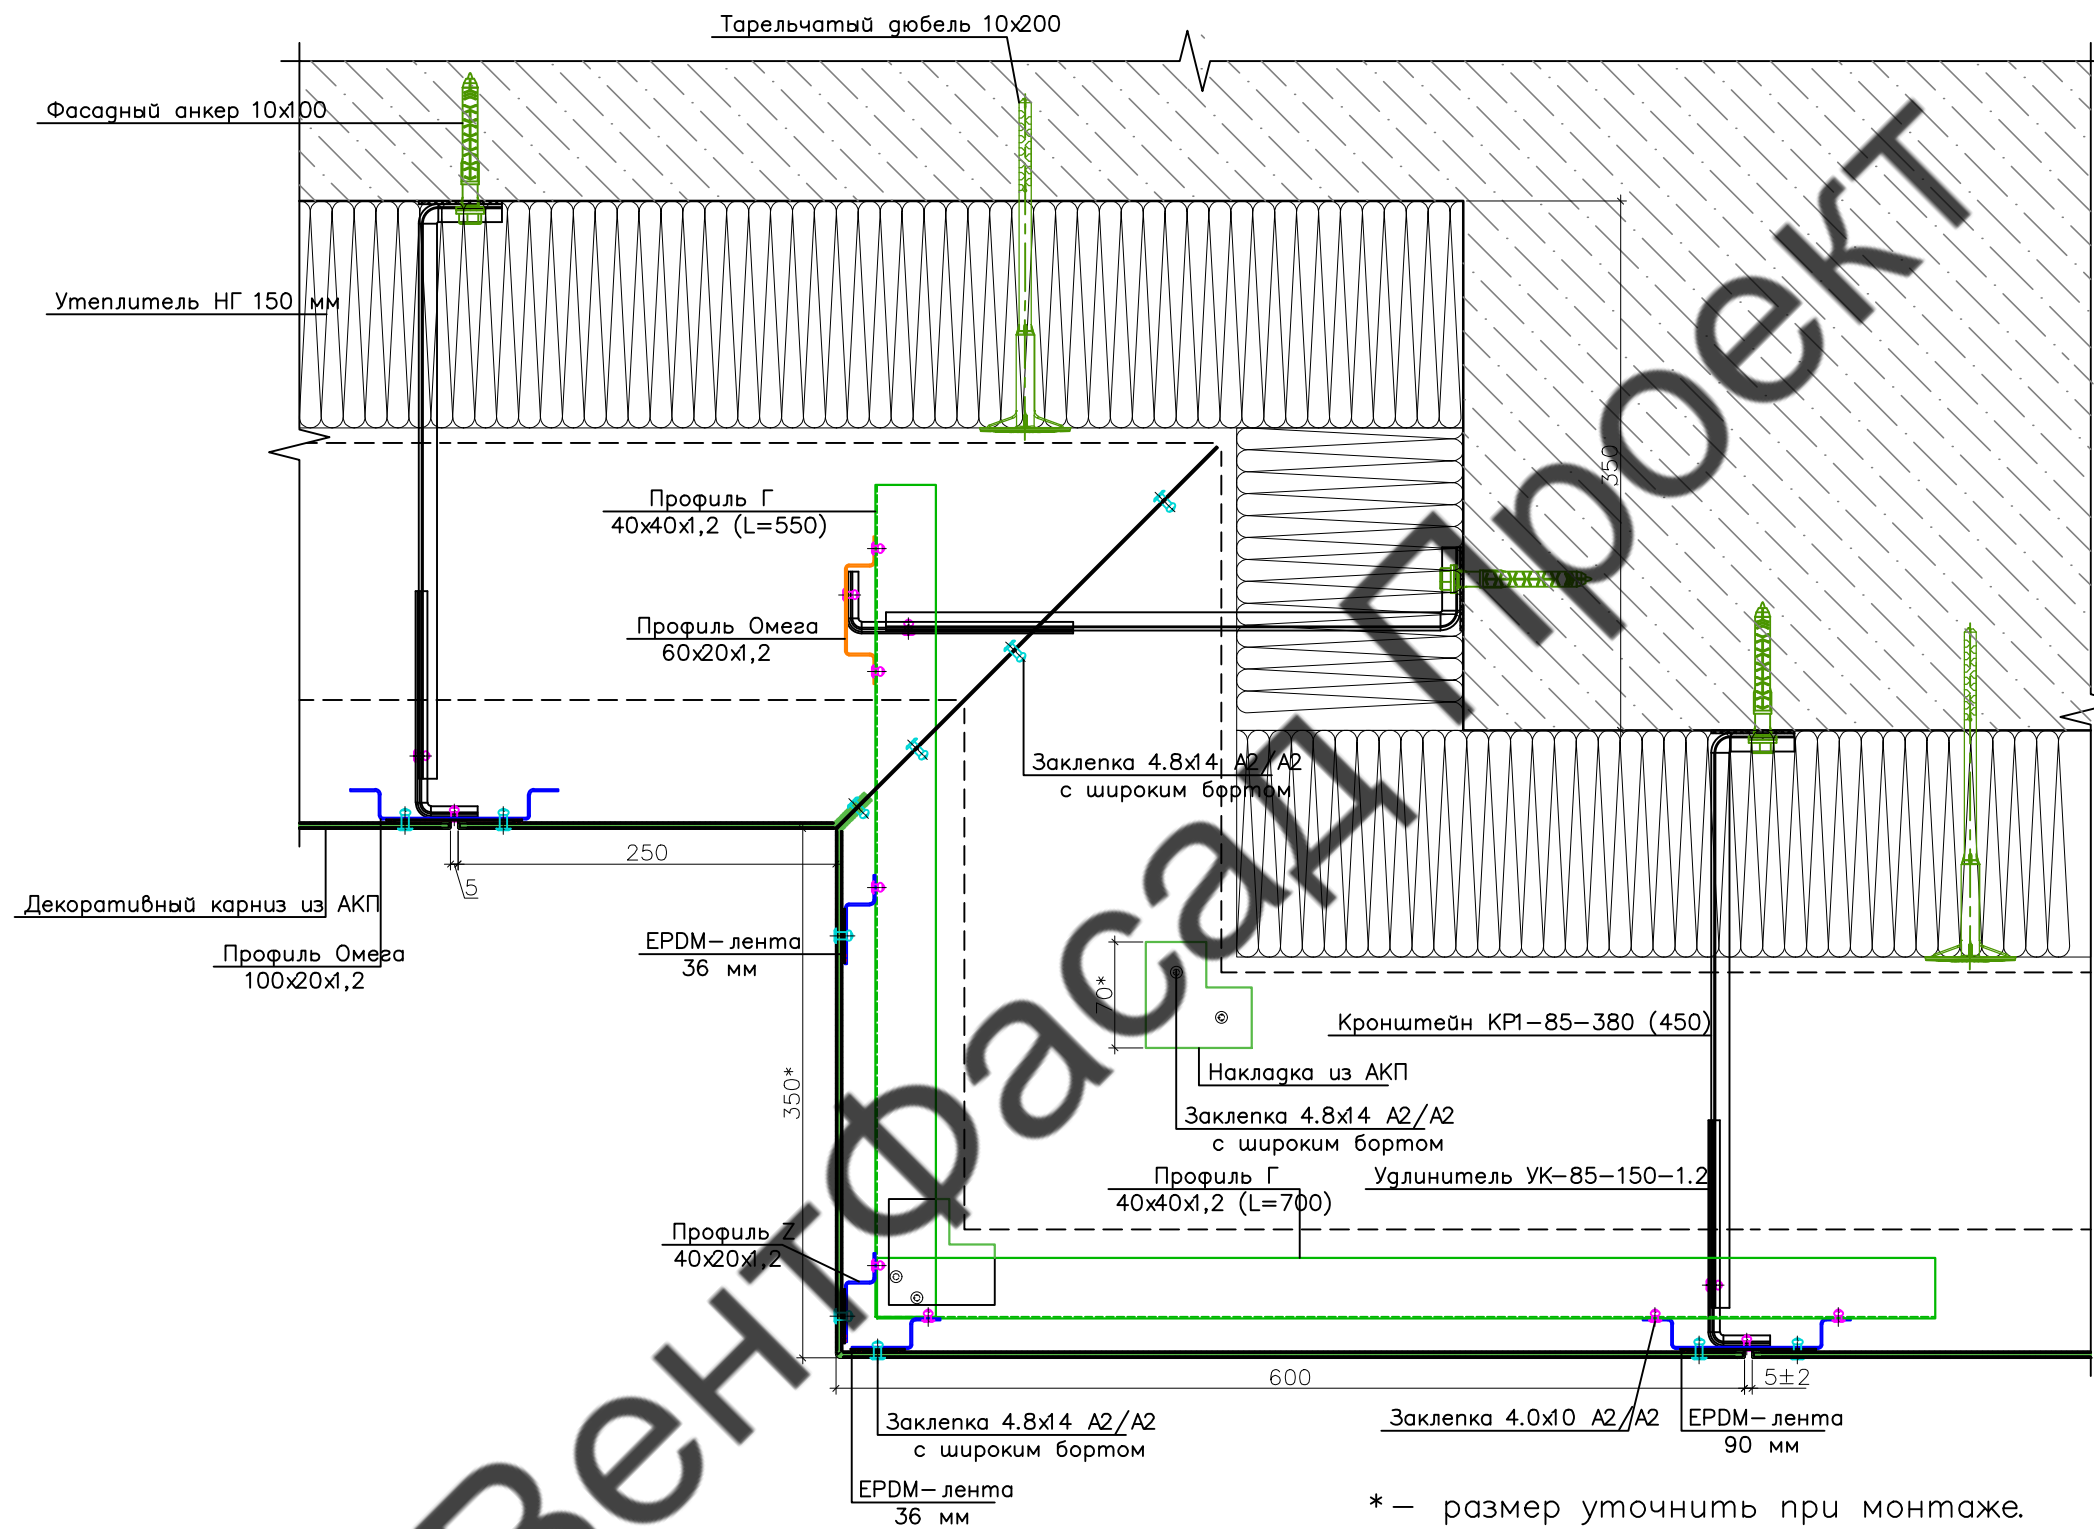 Тарельчатый дюбель 10х200
Фасадный анкер 10х100
Утеплитель НГ 150 мм
350
Профиль Г
40х40х1,2 (L=550)
Профиль Омега
60х20х1,2
Заклепка 4.8х14 А2/А2
с широким бортом
250
5
Декоративный карниз из АКП
Профиль Омега
100х20х1,2
EPDM-лента
36 мм
70*
Кронштейн КР1-85-380 (450)
Накладка из АКП
350*
Заклепка 4.8х14 А2/А2
с широким бортом
Профиль Г
40х40х1,2 (L=700)
Удлинитель УК-85-150-1.2
Профиль Z
40х20х1,2
600
5±2
Заклепка 4.8х14 А2/А2
с широким бортом
Заклепка 4.0х10 А2/А2
EPDM-лента
90 мм
EPDM-лента
36 мм
*- размер уточнить при монтаже.
ВентФасад Проект